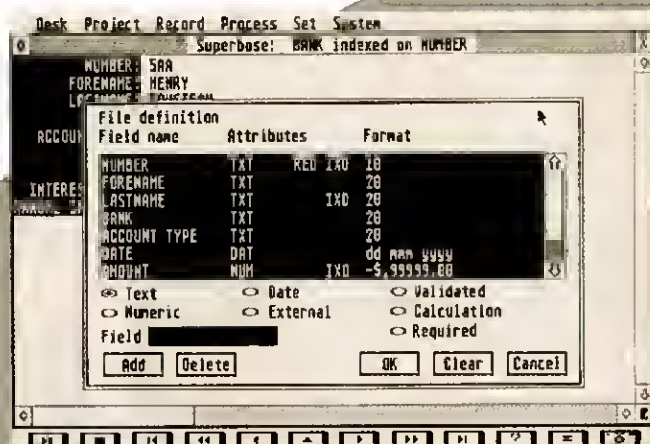 Desk Project Record Process Set System
Superbase: BANK indexed on NUMBER
NUMBER: 5AA
FORENAME: HENRY
File definition
Field name Attributes Format
NUMBER TXT REQ IXD 10
FORENAME TXT 20
LASTNAME TXT IXD 20
BANK TXT 20
ACCOUNT TYPE TXT 20
DATE DAT dd mmm yyyy
AMOUNT NUM IXD -$,99999.00
ACCOUN
INTERES
Text Date Validated
Numeric External Calculation
Required
Field
Add Delete OK Clear Cancel